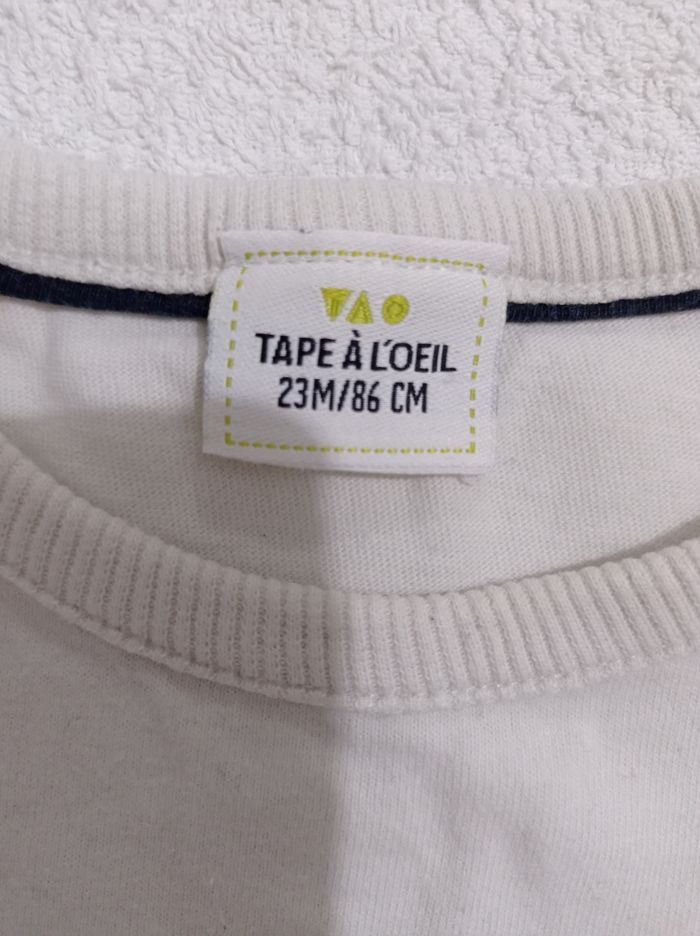 TAO
TAPE À L'OEIL
23M/86 CM